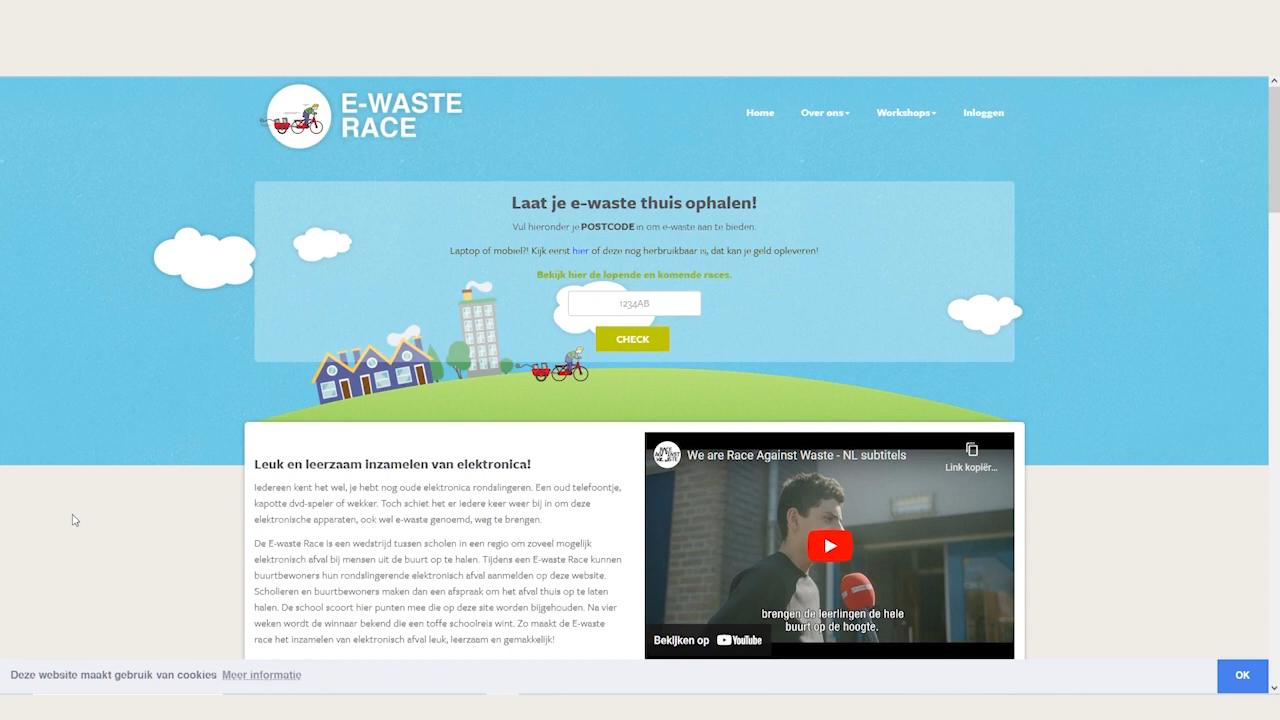 E-WASTE
RACE
Home
Over ons
Workshops
Inloggen
Laat je e-waste thuis ophalen!
Vul hieronder je POSTCODE in om e-waste aan te bieden.
Laptop of mobiel?! Kijk eerst hier of deze nog herbruikbaar is, dat kan je geld opleveren!
Bekijk hier de lopende en komende races.
1234AB
CHECK
Leuk en leerzaam inzamelen van elektronica!
Iedereen kent het wel, je hebt nog oude elektronica rondslingeren. Een oud telefoontje,
kapotte dvd-speler of wekker. Toch schiet het er iedere keer weer bij in om deze
elektronische apparaten, ook wel e-waste genoemd, weg te brengen.
De E-waste Race is een wedstrijd tussen scholen in een regio om zoveel mogelijk
elektronisch afval bij mensen uit de buurt op te halen. Tijdens een E-waste Race kunnen
buurtbewoners hun rondslingerende elektronisch afval aanmelden op deze website.
Scholieren en buurtbewoners maken dan een afspraak om het afval thuis op te laten
halen. De school scoort hier punten mee die op deze site worden bijgehouden. Na vier
weken wordt de winnaar bekend die een toffe schoolreis wint. Zo maakt de E-waste
race het inzamelen van elektronisch afval leuk, leerzaam en gemakkelijk!
RACE AGAINST WASTE
We are Race Against Waste - NL subtitels
Link kopiër...
brengen de leerlingen de hele
buurt op de hoogte.
Bekijken op YouTube
Deze website maakt gebruik van cookies Meer informatie
OK